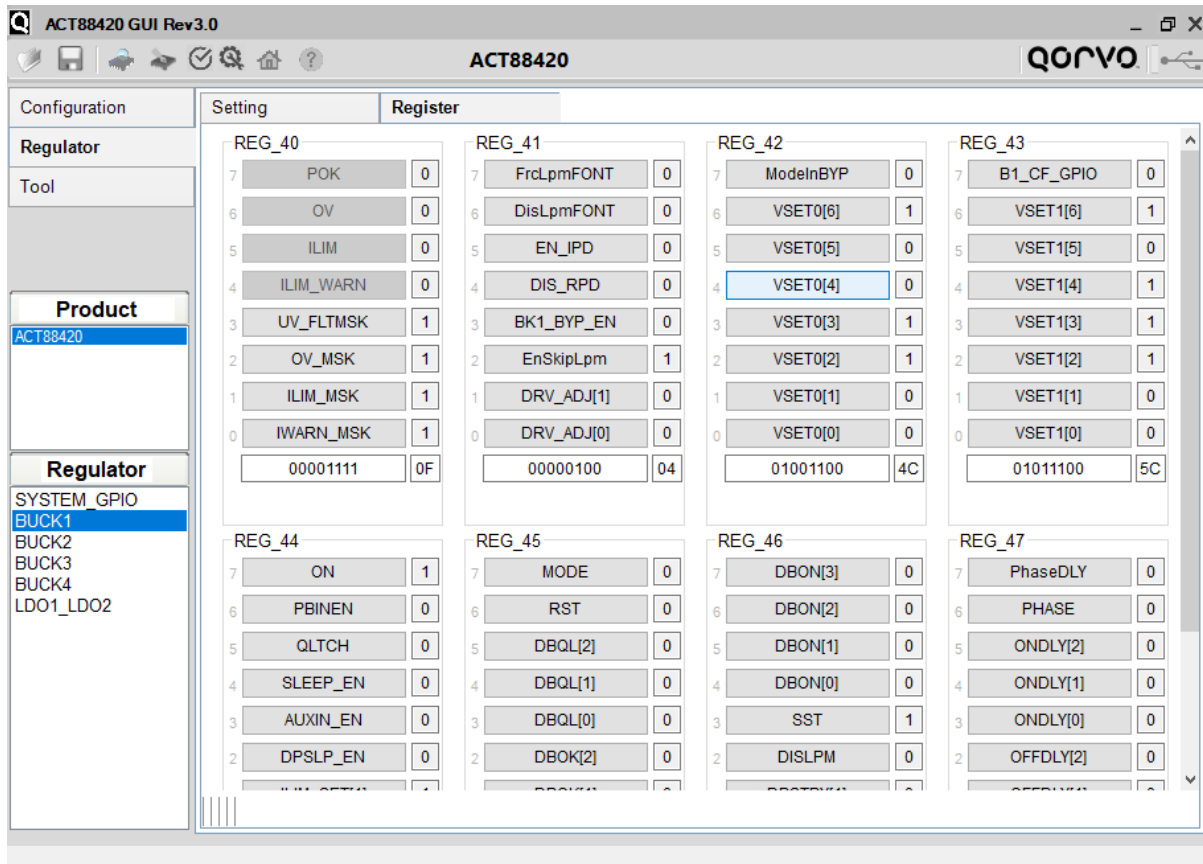 ACT88420 GUI Rev3.0
ACT88420
QORVO
Configuration
Regulator
Tool
Setting
Register
Product
ACT88420
Regulator
SYSTEM_GPIO
BUCK1
BUCK2
BUCK3
BUCK4
LDO1_LDO2
REG_40
7 POK 0
6 OV 0
5 ILIM 0
4 ILIM_WARN 0
3 UV_FLTMSK 1
2 OV_MSK 1
1 ILIM_MSK 1
0 IWARN_MSK 1
00001111 0F
REG_41
7 FrcLpmFONT 0
6 DisLpmFONT 0
5 EN_IPD 0
4 DIS_RPD 0
3 BK1_BYP_EN 0
2 EnSkipLpm 1
1 DRV_ADJ[1] 0
0 DRV_ADJ[0] 0
00000100 04
REG_42
7 ModeInBYP 0
6 VSET0[6] 1
5 VSET0[5] 0
4 VSET0[4] 0
3 VSET0[3] 1
2 VSET0[2] 1
1 VSET0[1] 0
0 VSET0[0] 0
01001100 4C
REG_43
7 B1_CF_GPIO 0
6 VSET1[6] 1
5 VSET1[5] 0
4 VSET1[4] 1
3 VSET1[3] 1
2 VSET1[2] 1
1 VSET1[1] 0
0 VSET1[0] 0
01011100 5C
REG_44
7 ON 1
6 PBINEN 0
5 QLTCH 0
4 SLEEP_EN 0
3 AUXIN_EN 0
2 DPSLP_EN 0
REG_45
7 MODE 0
6 RST 0
5 DBQL[2] 0
4 DBQL[1] 0
3 DBQL[0] 0
2 DBOK[2] 0
REG_46
7 DBON[3] 0
6 DBON[2] 0
5 DBON[1] 0
4 DBON[0] 0
3 SST 1
2 DISLPM 0
REG_47
7 PhaseDLY 0
6 PHASE 0
5 ONDLY[2] 0
4 ONDLY[1] 0
3 ONDLY[0] 0
2 OFFDLY[2] 0